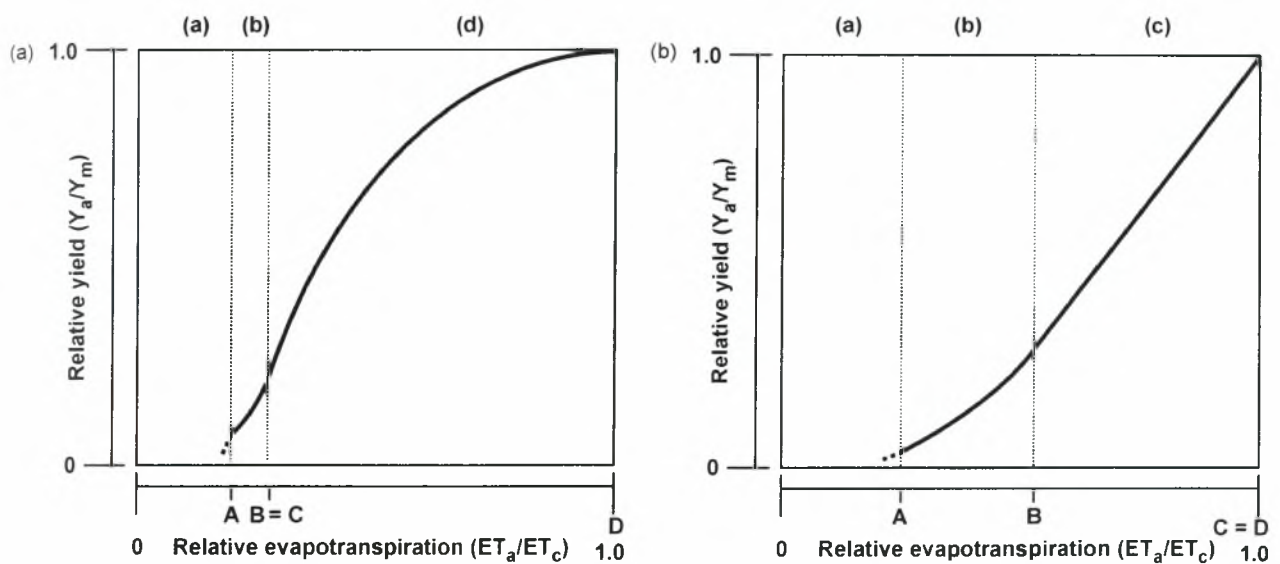 (a) (b) (d)
(a) 1.0
Relative yield (Ya/Ym)
0
A B = C D
0 Relative evapotranspiration (ETa/ETc) 1.0
(a) (b) (c)
(b) 1.0
Relative yield (Ya/Ym)
0
A B C = D
0 Relative evapotranspiration (ETa/ETc) 1.0